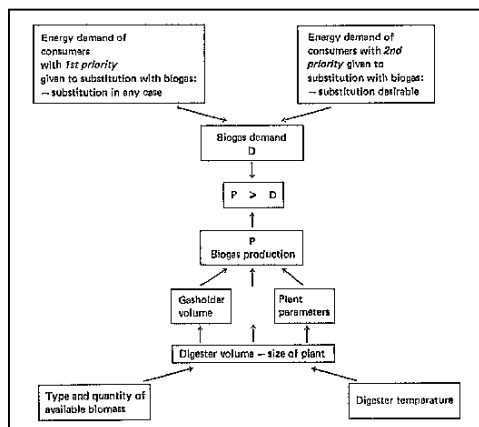 Energy demand of
consumers
with 1st priority
given to substitution with biogas:
– substitution in any case
Energy demand of
consumers with 2nd
priority given to
substitution with biogas:
– substitution desirable
Biogas demand
D
P ⩾ D
P
Biogas production
Gasholder
volume
Plant
parameters
Digester volume – size of plant
Type and quantity of
available biomass
Digester temperature